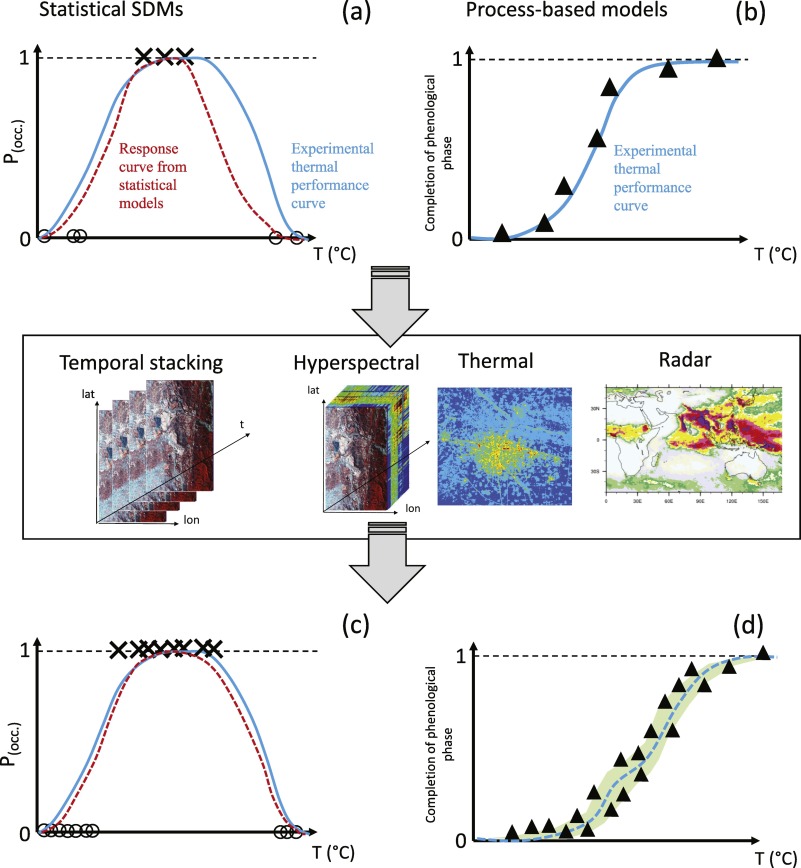 Statistical SDMs
(a)
Process-based models
(b)
1
P(occ.)
0
Response
curve from
statistical
models
Experimental
thermal
performance
curve
T (°C)
1
Completion of phenological
phase
0
Experimental
thermal
performance
curve
T (°C)
Temporal stacking
lat
t
lon
Hyperspectral
lat
lon
Thermal
Radar
30N
0
30S
0
30E
60E
90E
120E
150E
(c)
1
P(occ.)
0
T (°C)
(d)
1
Completion of phenological
phase
0
T (°C)